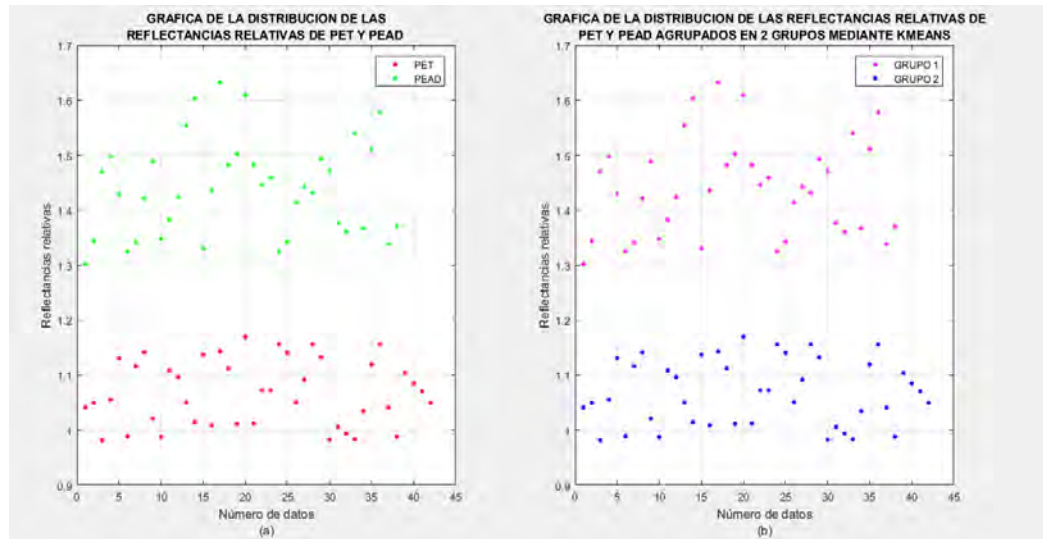 GRAFICA DE LA DISTRIBUCION DE LAS
REFLECTANCIAS RELATIVAS DE PET Y PEAD
1.7
1.6
1.5
1.4
1.3
1.2
1.1
1
0.9
Reflectancias relativas
PET
PEAD
0 5 10 15 20 25 30 35 40 45
Número de datos
(a)
GRAFICA DE LA DISTRIBUCION DE LAS REFLECTANCIAS RELATIVAS DE
PET Y PEAD AGRUPADOS EN 2 GRUPOS MEDIANTE KMEANS
1.7
1.6
1.5
1.4
1.3
1.2
1.1
1
0.9
Reflectancias relativas
GRUPO 1
GRUPO 2
0 5 10 15 20 25 30 35 40 45
Número de datos
(b)